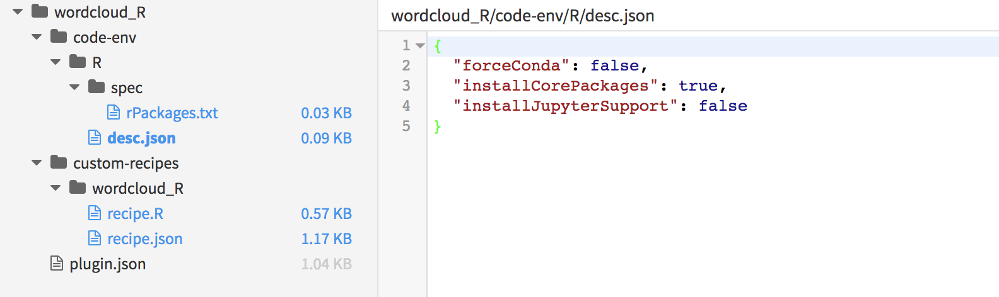 wordcloud_R
code-env
R
spec
rPackages.txt 0.03 KB
desc.json 0.09 KB
custom-recipes
wordcloud_R
recipe.R 0.57 KB
recipe.json 1.17 KB
plugin.json 1.04 KB
wordcloud_R/code-env/R/desc.json
1 {
2 "forceConda": false,
3 "installCorePackages": true,
4 "installJupyterSupport": false
5 }